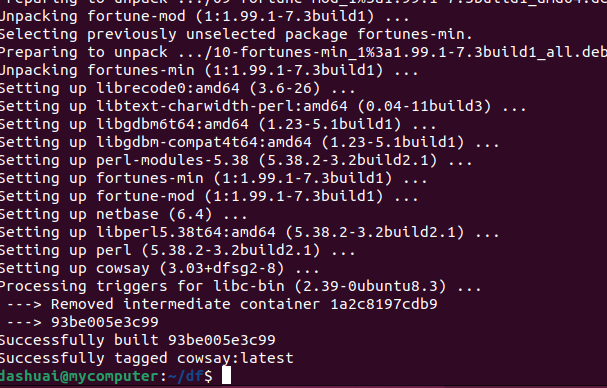 Unpacking fortune-mod (1:1.99.1-7.3build1) ...
Selecting previously unselected package fortunes-min.
Preparing to unpack .../10-fortunes-min_1%3a1.99.1-7.3build1_all.deb
Unpacking fortunes-min (1:1.99.1-7.3build1) ...
Setting up librecode0:amd64 (3.6-26) ...
Setting up libtext-charwidth-perl:amd64 (0.04-11build3) ...
Setting up libgdbm6t64:amd64 (1.23-5.1build1) ...
Setting up libgdbm-compat4t64:amd64 (1.23-5.1build1) ...
Setting up perl-modules-5.38 (5.38.2-3.2build2.1) ...
Setting up fortunes-min (1:1.99.1-7.3build1) ...
Setting up fortune-mod (1:1.99.1-7.3build1) ...
Setting up netbase (6.4) ...
Setting up libperl5.38t64:amd64 (5.38.2-3.2build2.1) ...
Setting up perl (5.38.2-3.2build2.1) ...
Setting up cowsay (3.03+dfsg2-8) ...
Processing triggers for libc-bin (2.39-0ubuntu8.3) ...
 ---> Removed intermediate container 1a2c8197cdb9
 ---> 93be005e3c99
Successfully built 93be005e3c99
Successfully tagged cowsay:latest
dashuai@mycomputer:~/df$